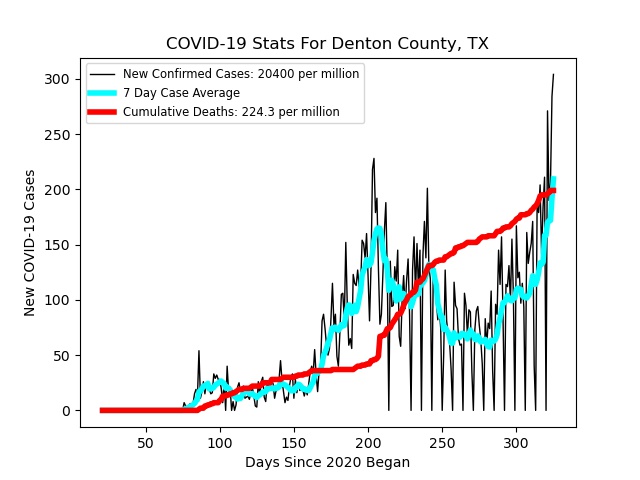 COVID-19 Stats For Denton County, TX
New Confirmed Cases: 20400 per million
7 Day Case Average
Cumulative Deaths: 224.3 per million
New COVID-19 Cases
300
250
200
150
100
50
0
50 100 150 200 250 300
Days Since 2020 Began